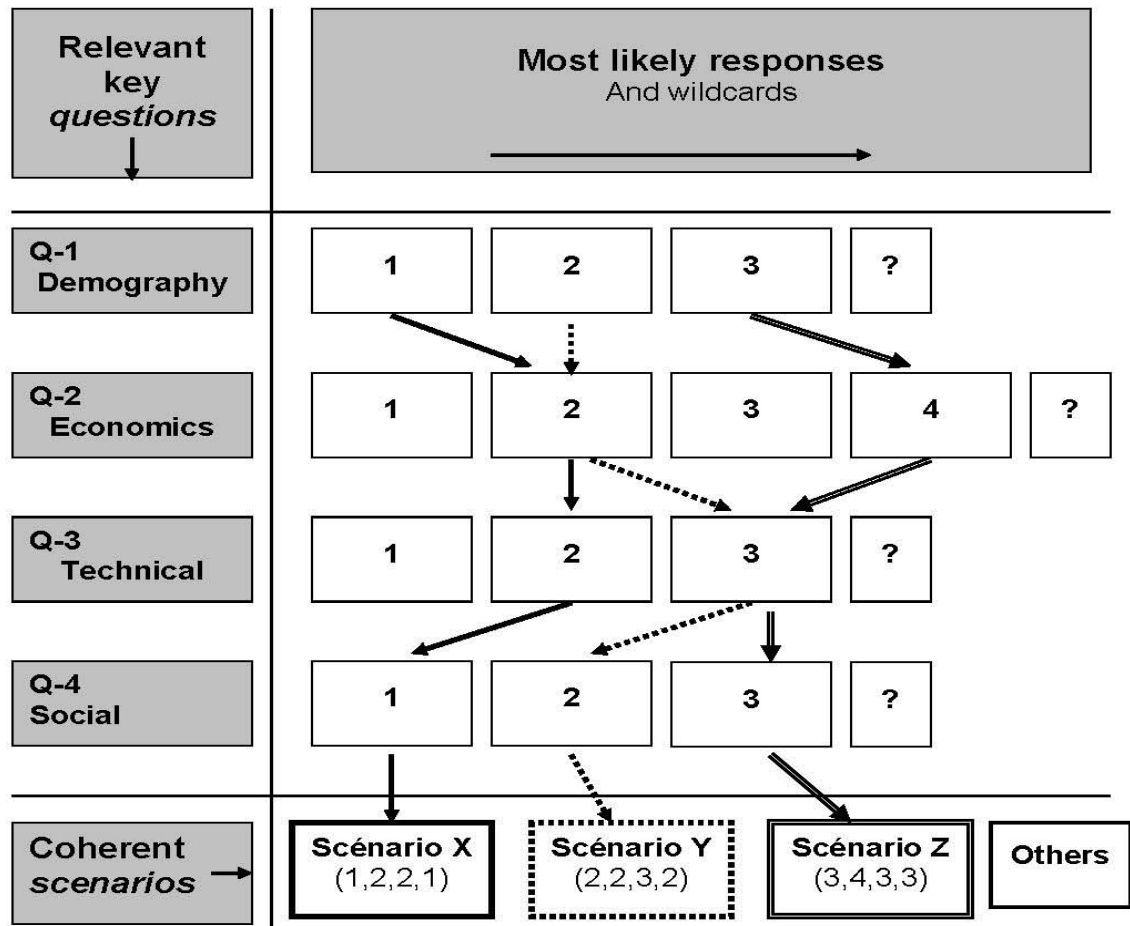 Relevant
key
questions
Most likely responses
And wildcards
Q-1
Demography
1 2 3 ?
Q-2
Economics
1 2 3 4 ?
Q-3
Technical
1 2 3 ?
Q-4
Social
1 2 3 ?
Coherent
scenarios
Scénario X
(1,2,2,1)
Scénario Y
(2,2,3,2)
Scénario Z
(3,4,3,3)
Others